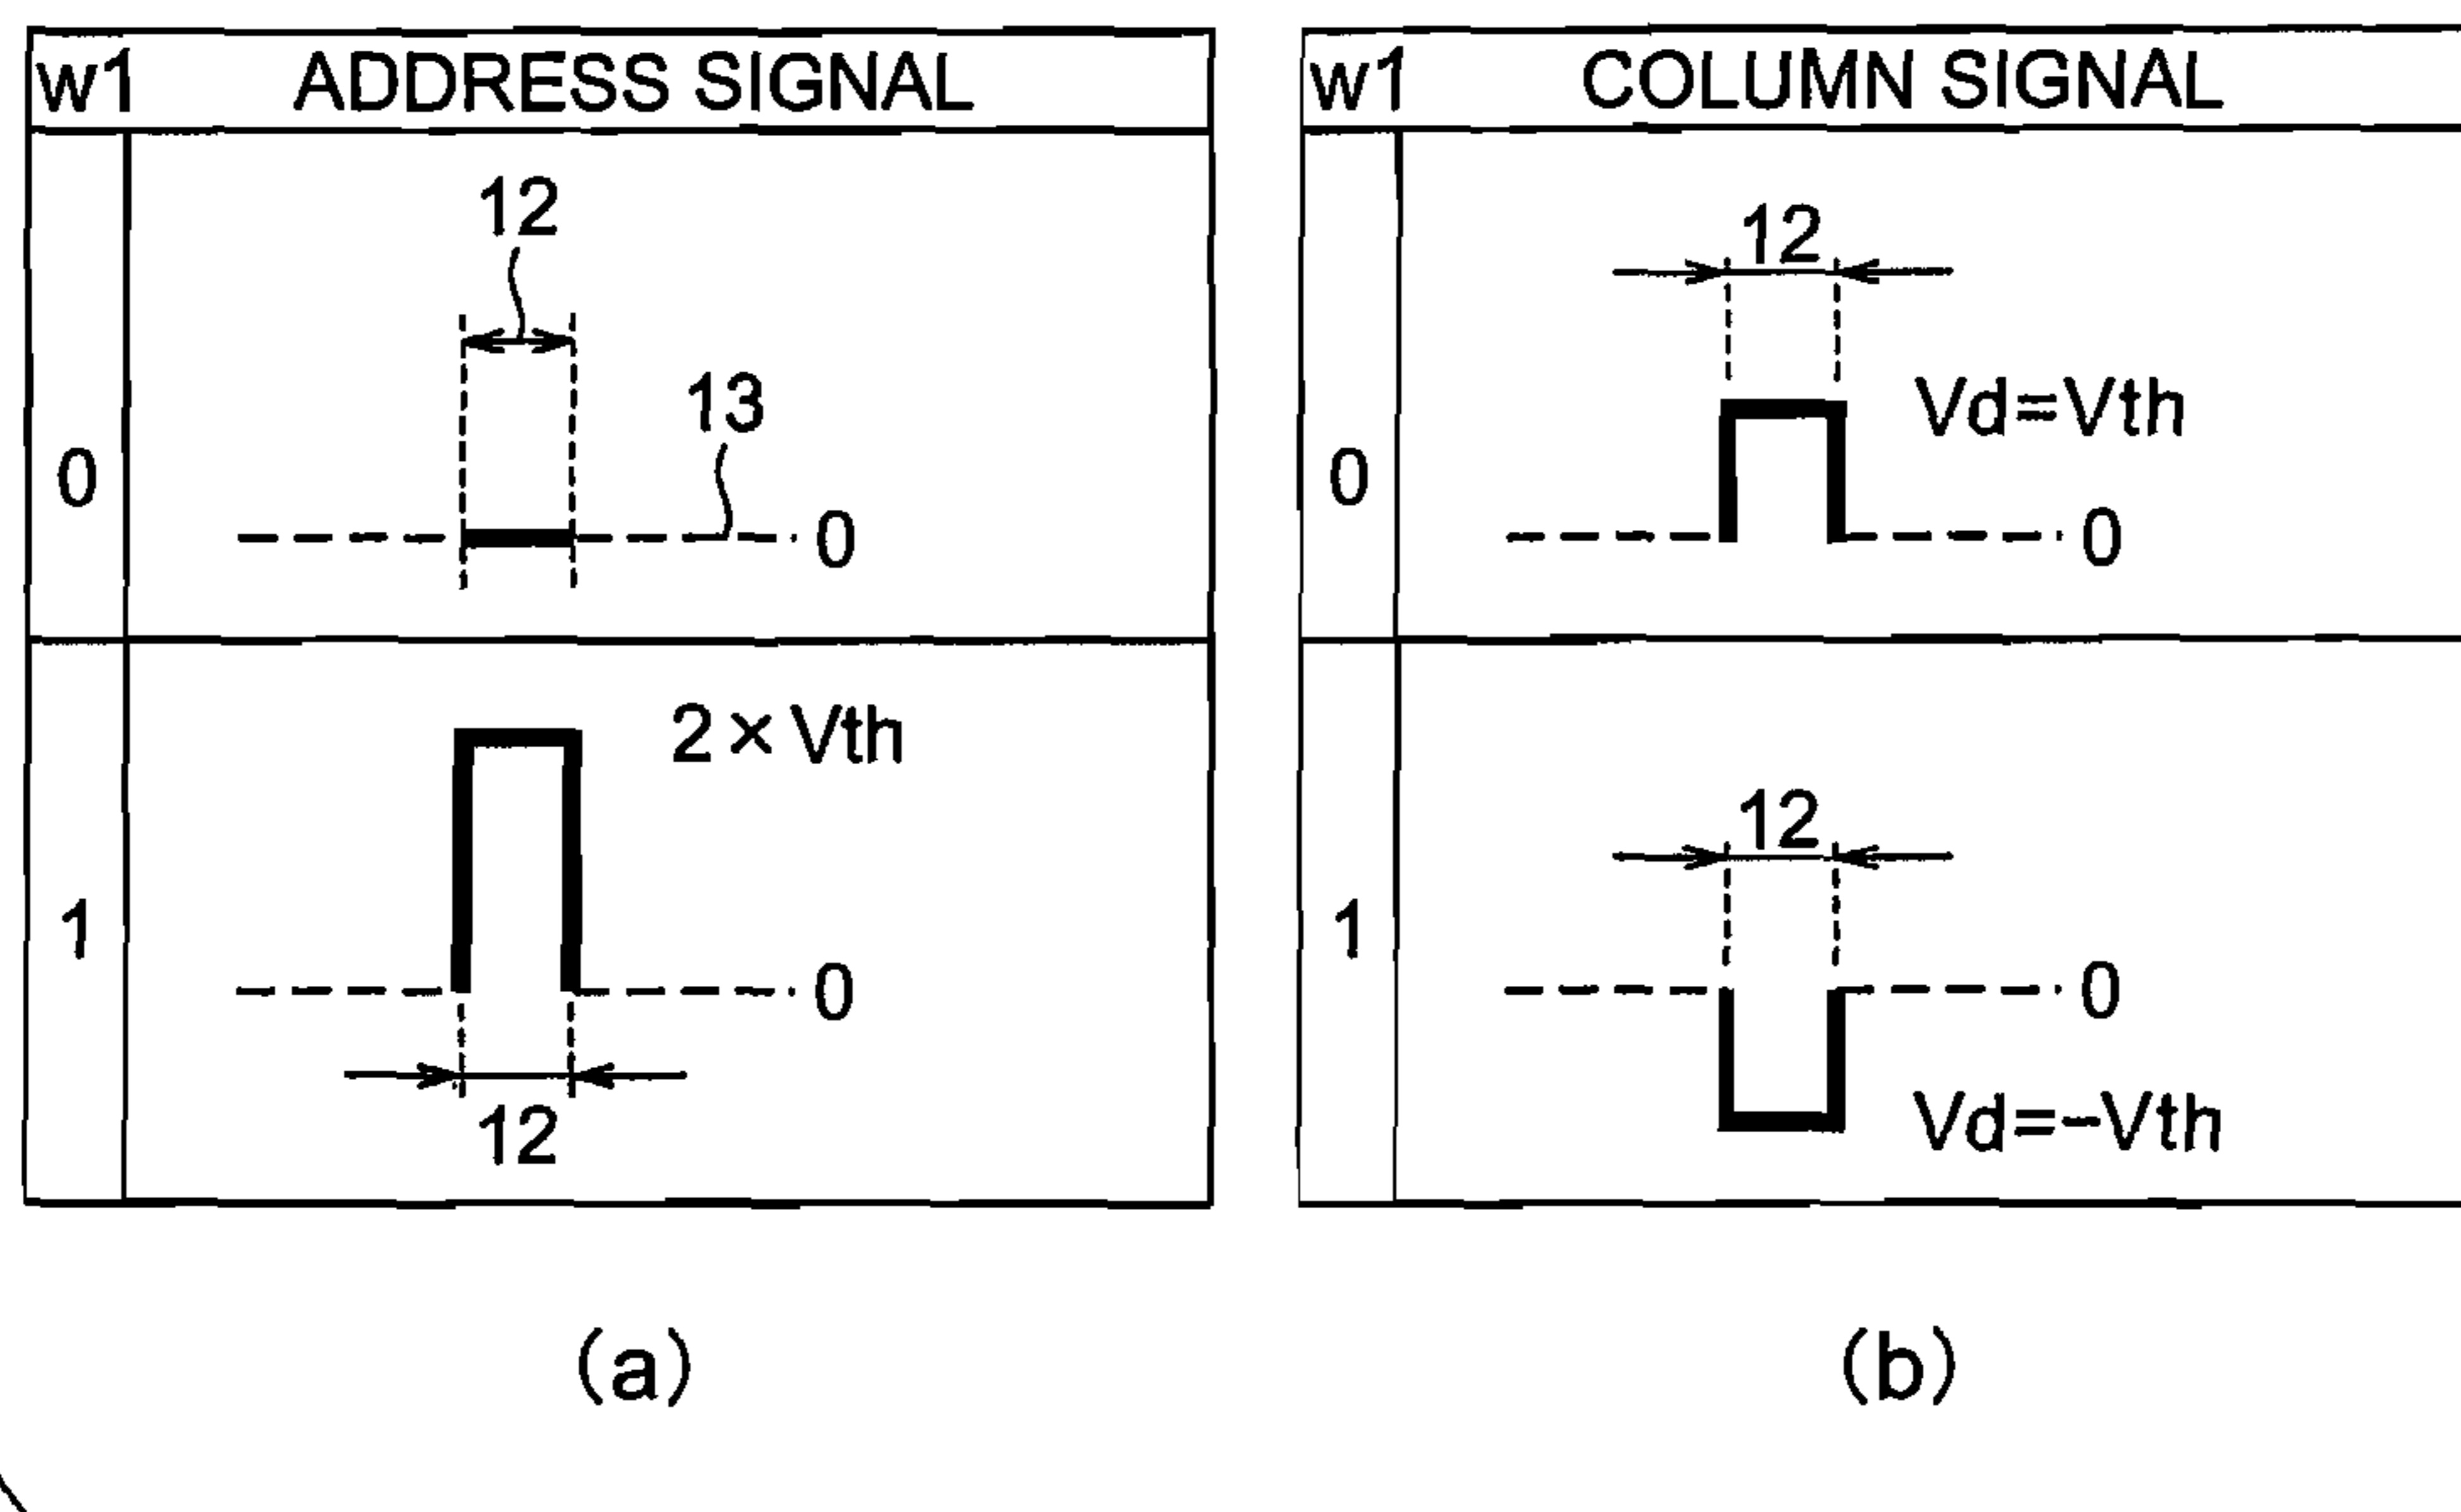 w1 ADDRESS SIGNAL
12
13
0
0
2×Vth
1
0
12
(a)
w1 COLUMN SIGNAL
12
Vd=Vth
0
0
12
1
0
Vd=-Vth
(b)